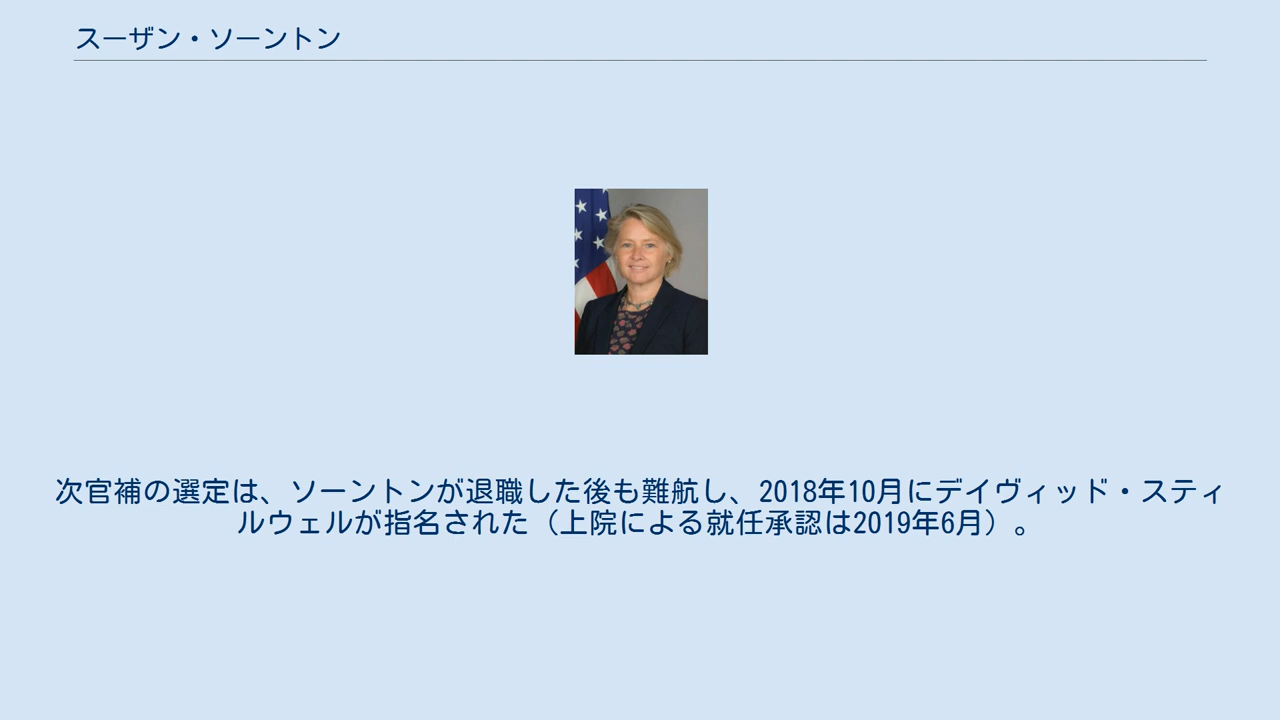 スーザン・ソーントン
次官補の選定は、ソーントンが退職した後も難航し、2018年10月にデイヴィッド・スティ
ルウェルが指名された（上院による就任承認は2019年6月）。